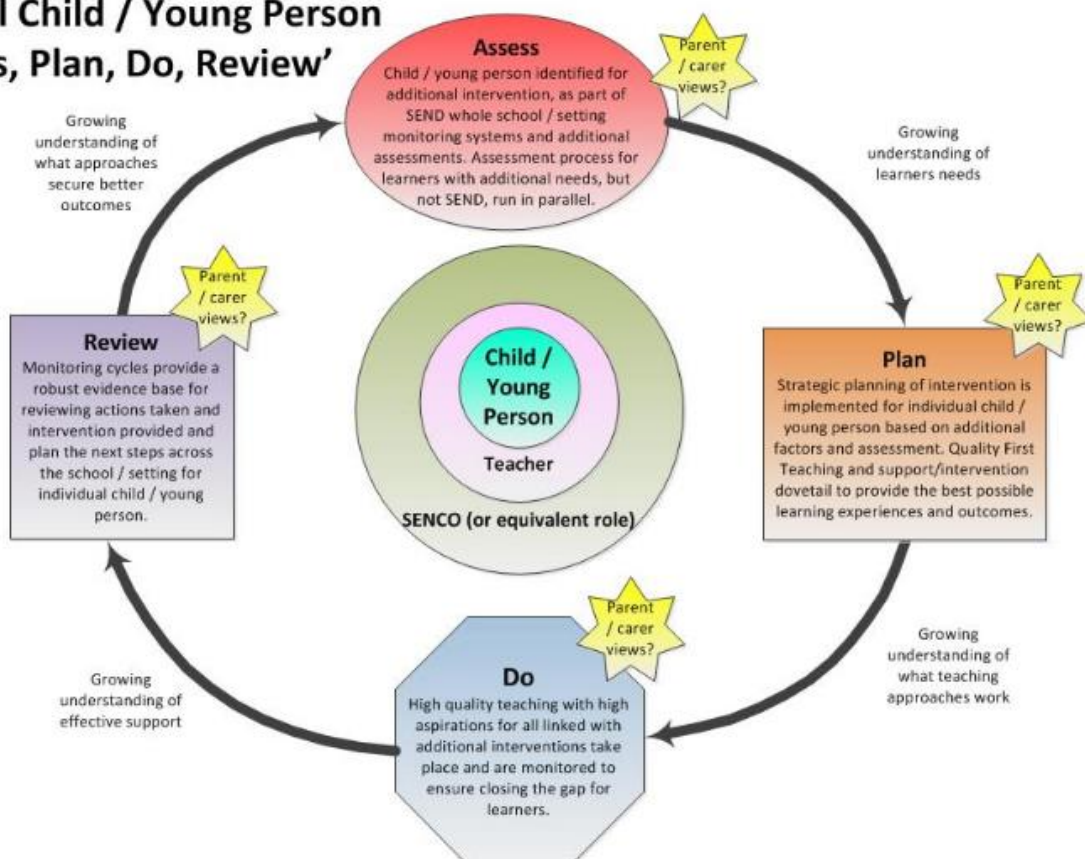 l Child / Young Person
s, Plan, Do, Review’
Assess
Child / young person identified for
additional intervention, as part of
SEND whole school / setting
monitoring systems and additional
assessments. Assessment process for
learners with additional needs, but
not SEND, run in parallel.
Parent
/ carer
views?
Growing
understanding of
what approaches
secure better
outcomes
Growing
understanding of
learners needs
Parent
/ carer
views?
Review
Monitoring cycles provide a
robust evidence base for
reviewing actions taken and
intervention provided and
plan the next steps across
the school / setting for
individual child / young
person.
Child /
Young
Person
Teacher
SENCO (or equivalent role)
Parent
/ carer
views?
Plan
Strategic planning of intervention is
implemented for individual child /
young person based on additional
factors and assessment. Quality First
Teaching and support/intervention
dovetail to provide the best possible
learning experiences and outcomes.
Growing
understanding of
effective support
Parent
/ carer
views?
Do
High quality teaching with high
aspirations for all linked with
additional interventions take
place and are monitored to
ensure closing the gap for
learners.
Growing
understanding of
what teaching
approaches work